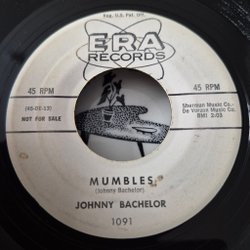 Reg. U.S. Pat. Off.
ERA
RECORDS
45 RPM
45 RPM
(45-DE-53)
NOT FOR SALE
Sherman Music Co.-
De Vorzon Music Co.
BMI 2:05
MUMBLES
(Johnny Bachelor)
JOHNNY BACHELOR
1091